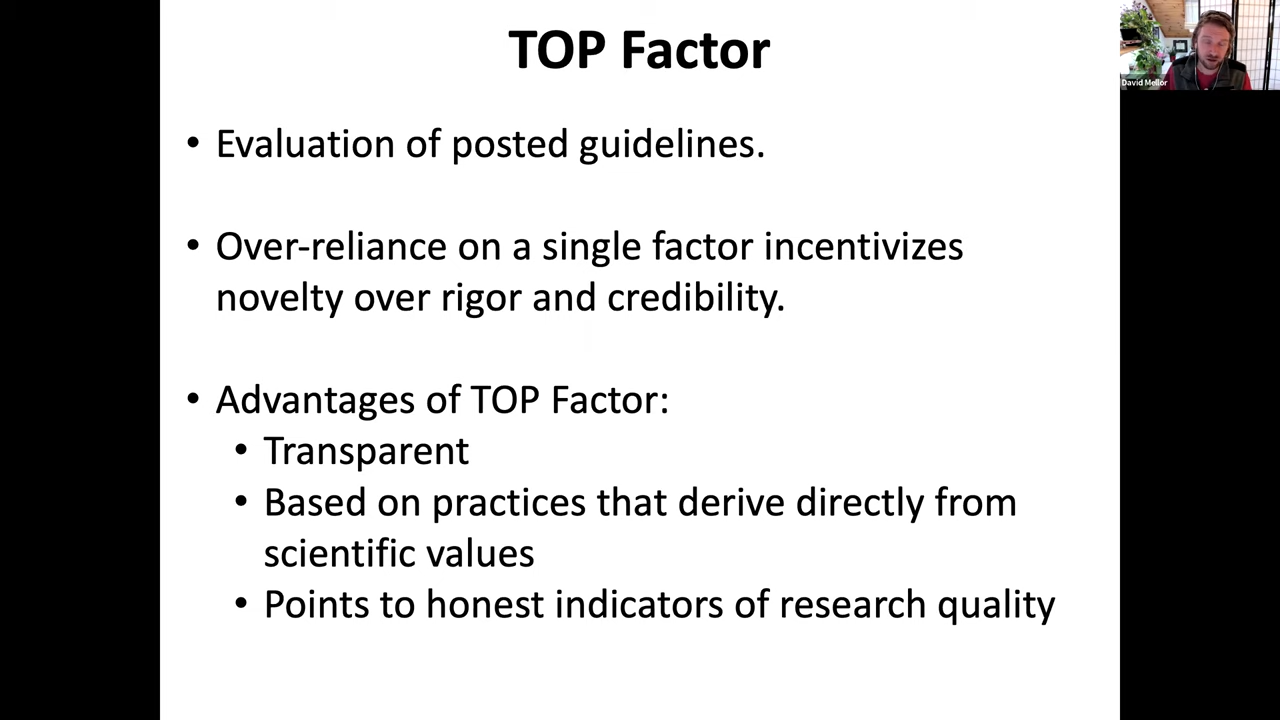 TOP Factor
David Mellor
• Evaluation of posted guidelines.
• Over-reliance on a single factor incentivizes
novelty over rigor and credibility.
• Advantages of TOP Factor:
• Transparent
• Based on practices that derive directly from
scientific values
• Points to honest indicators of research quality